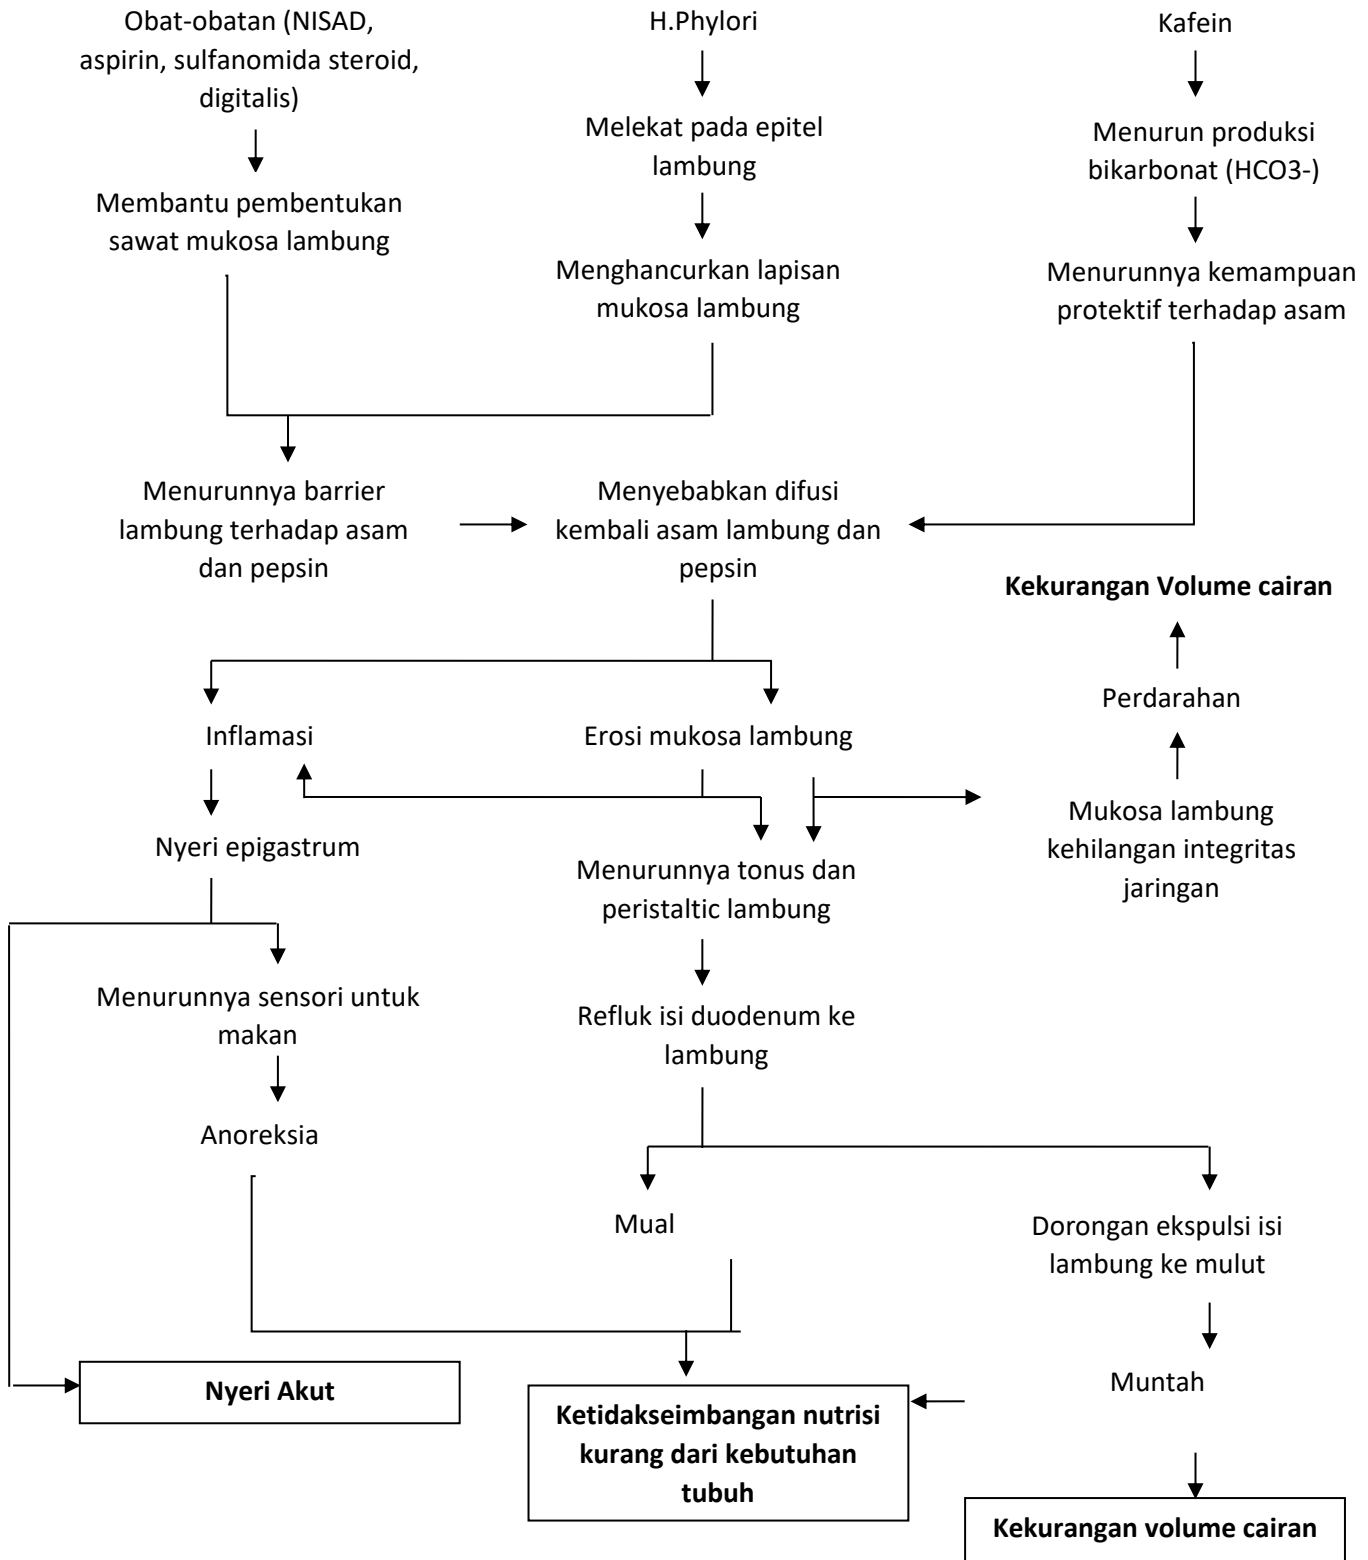 Obat-obatan (NISAD,
aspirin, sulfanomida steroid,
digitalis)
H.Phylori
Kafein
Melekat pada epitel
lambung
Menurun produksi
bikarbonat (HCO3-)
Membantu pembentukan
sawat mukosa lambung
Menghancurkan lapisan
mukosa lambung
Menurunnya kemampuan
protektif terhadap asam
Menurunnya barrier
lambung terhadap asam
dan pepsin
Menyebabkan difusi
kembali asam lambung dan
pepsin
Kekurangan Volume cairan
Perdarahan
Inflamasi
Erosi mukosa lambung
Mukosa lambung
kehilangan integritas
jaringan
Nyeri epigastrum
Menurunnya tonus dan
peristaltic lambung
Menurunnya sensori untuk
makan
Refluk isi duodenum ke
lambung
Anoreksia
Mual
Dorongan ekspulsi isi
lambung ke mulut
Nyeri Akut
Ketidakseimbangan nutrisi
kurang dari kebutuhan
tubuh
Muntah
Kekurangan volume cairan